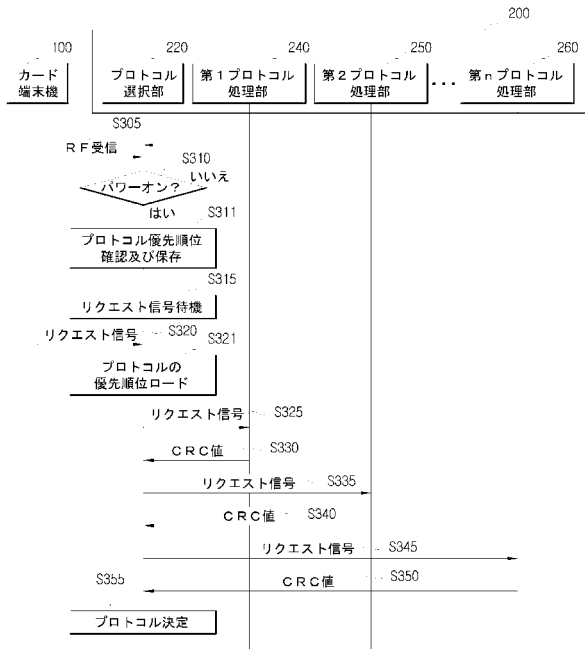 200
100
220
240
250
260
カード
端末機
プロトコル
選択部
第1プロトコル
処理部
第2プロトコル
処理部
...
第nプロトコル
処理部
S305
RF受信
S310
パワーオン?
いいえ
はい
S311
プロトコル優先順位
確認及び保存
S315
リクエスト信号待機
リクエスト信号
S320
S321
プロトコルの
優先順位ロード
リクエスト信号
S325
CRC値
S330
リクエスト信号
S335
CRC値
S340
リクエスト信号
S345
CRC値
S350
S355
プロトコル決定